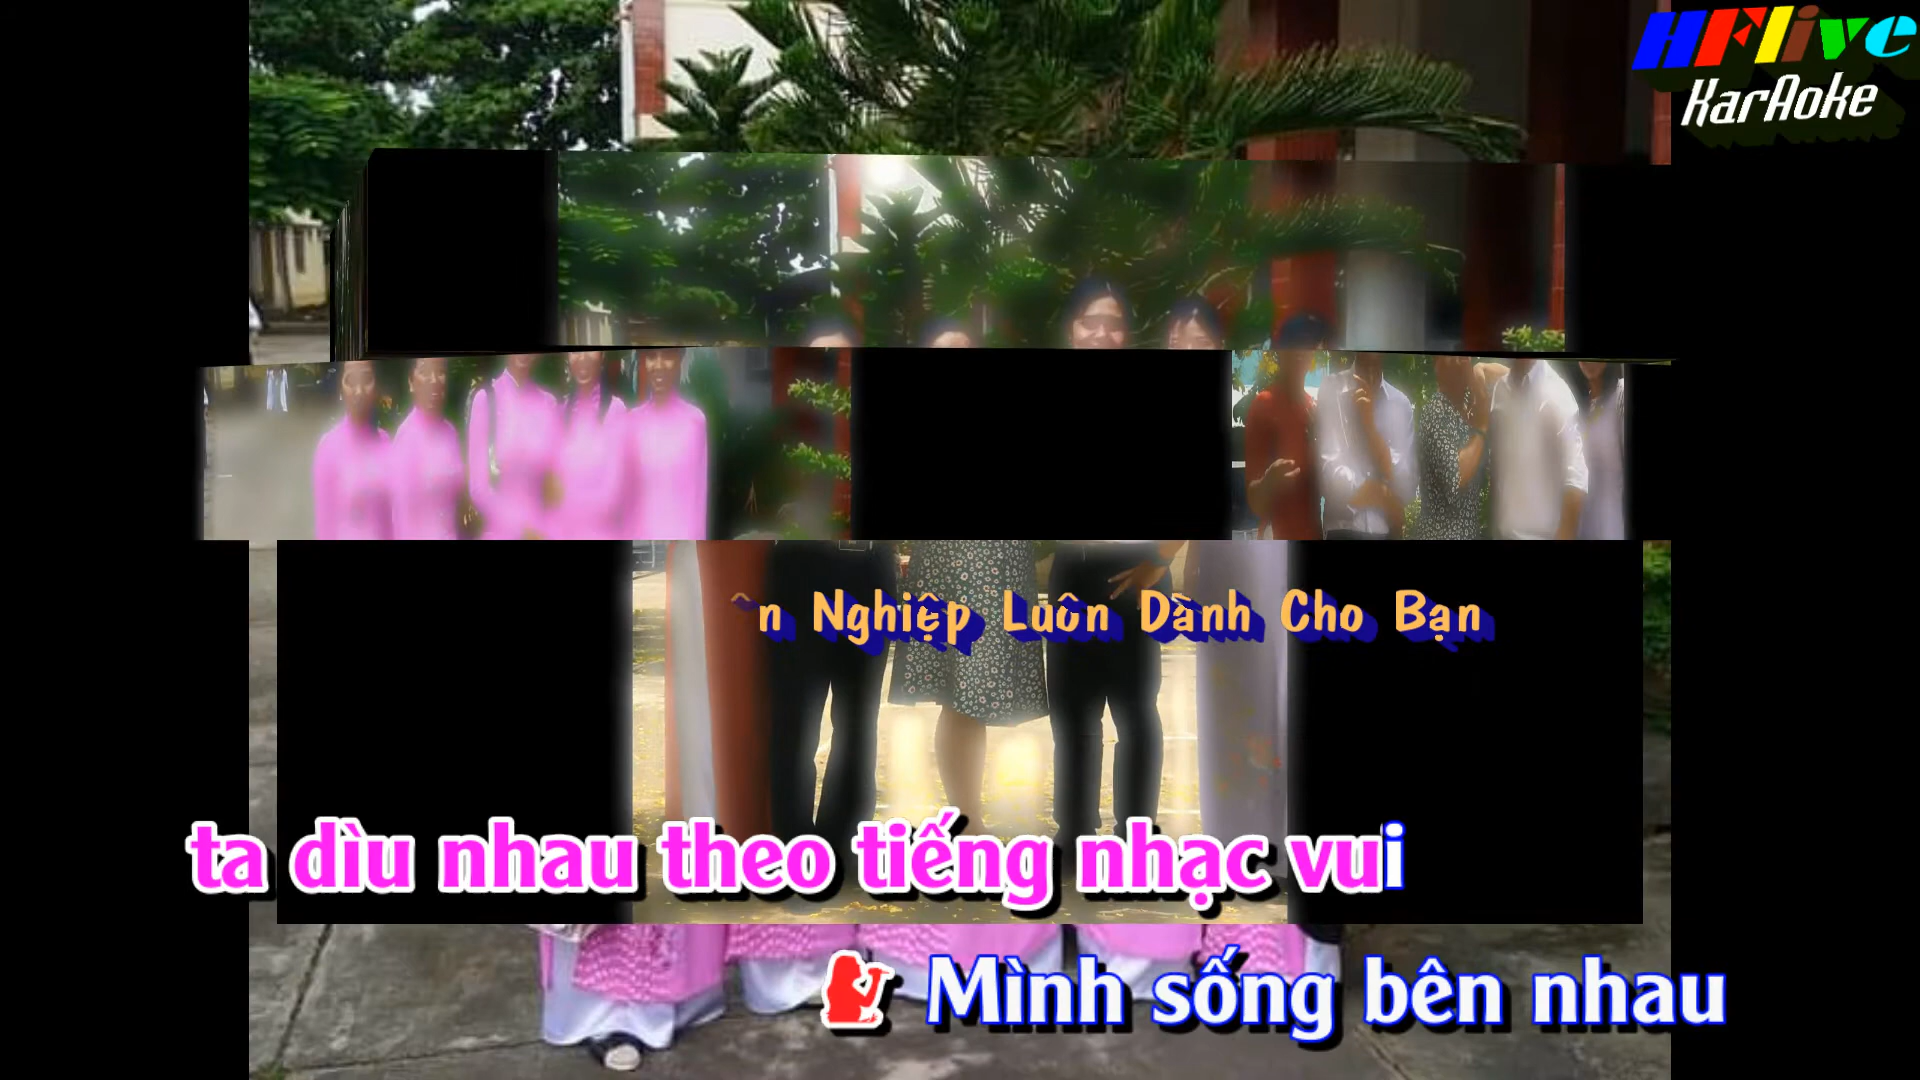 HFlive
KarAoke
n Nghiệp Luôn Dành Cho Bạn
ta dìu nhau theo tiếng nhạc vui
Mình sống bên nhau